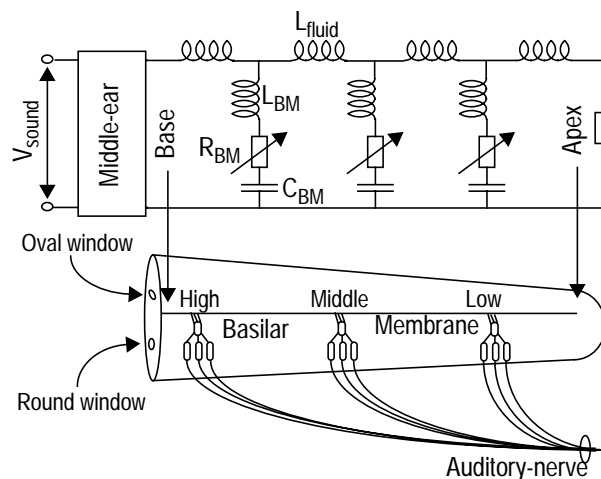 L_fluid
L_BM
R_BM
C_BM
V_sound
Middle-ear
Base
Apex
Oval window
High
Middle
Low
Basilar
Membrane
Round window
Auditory-nerve